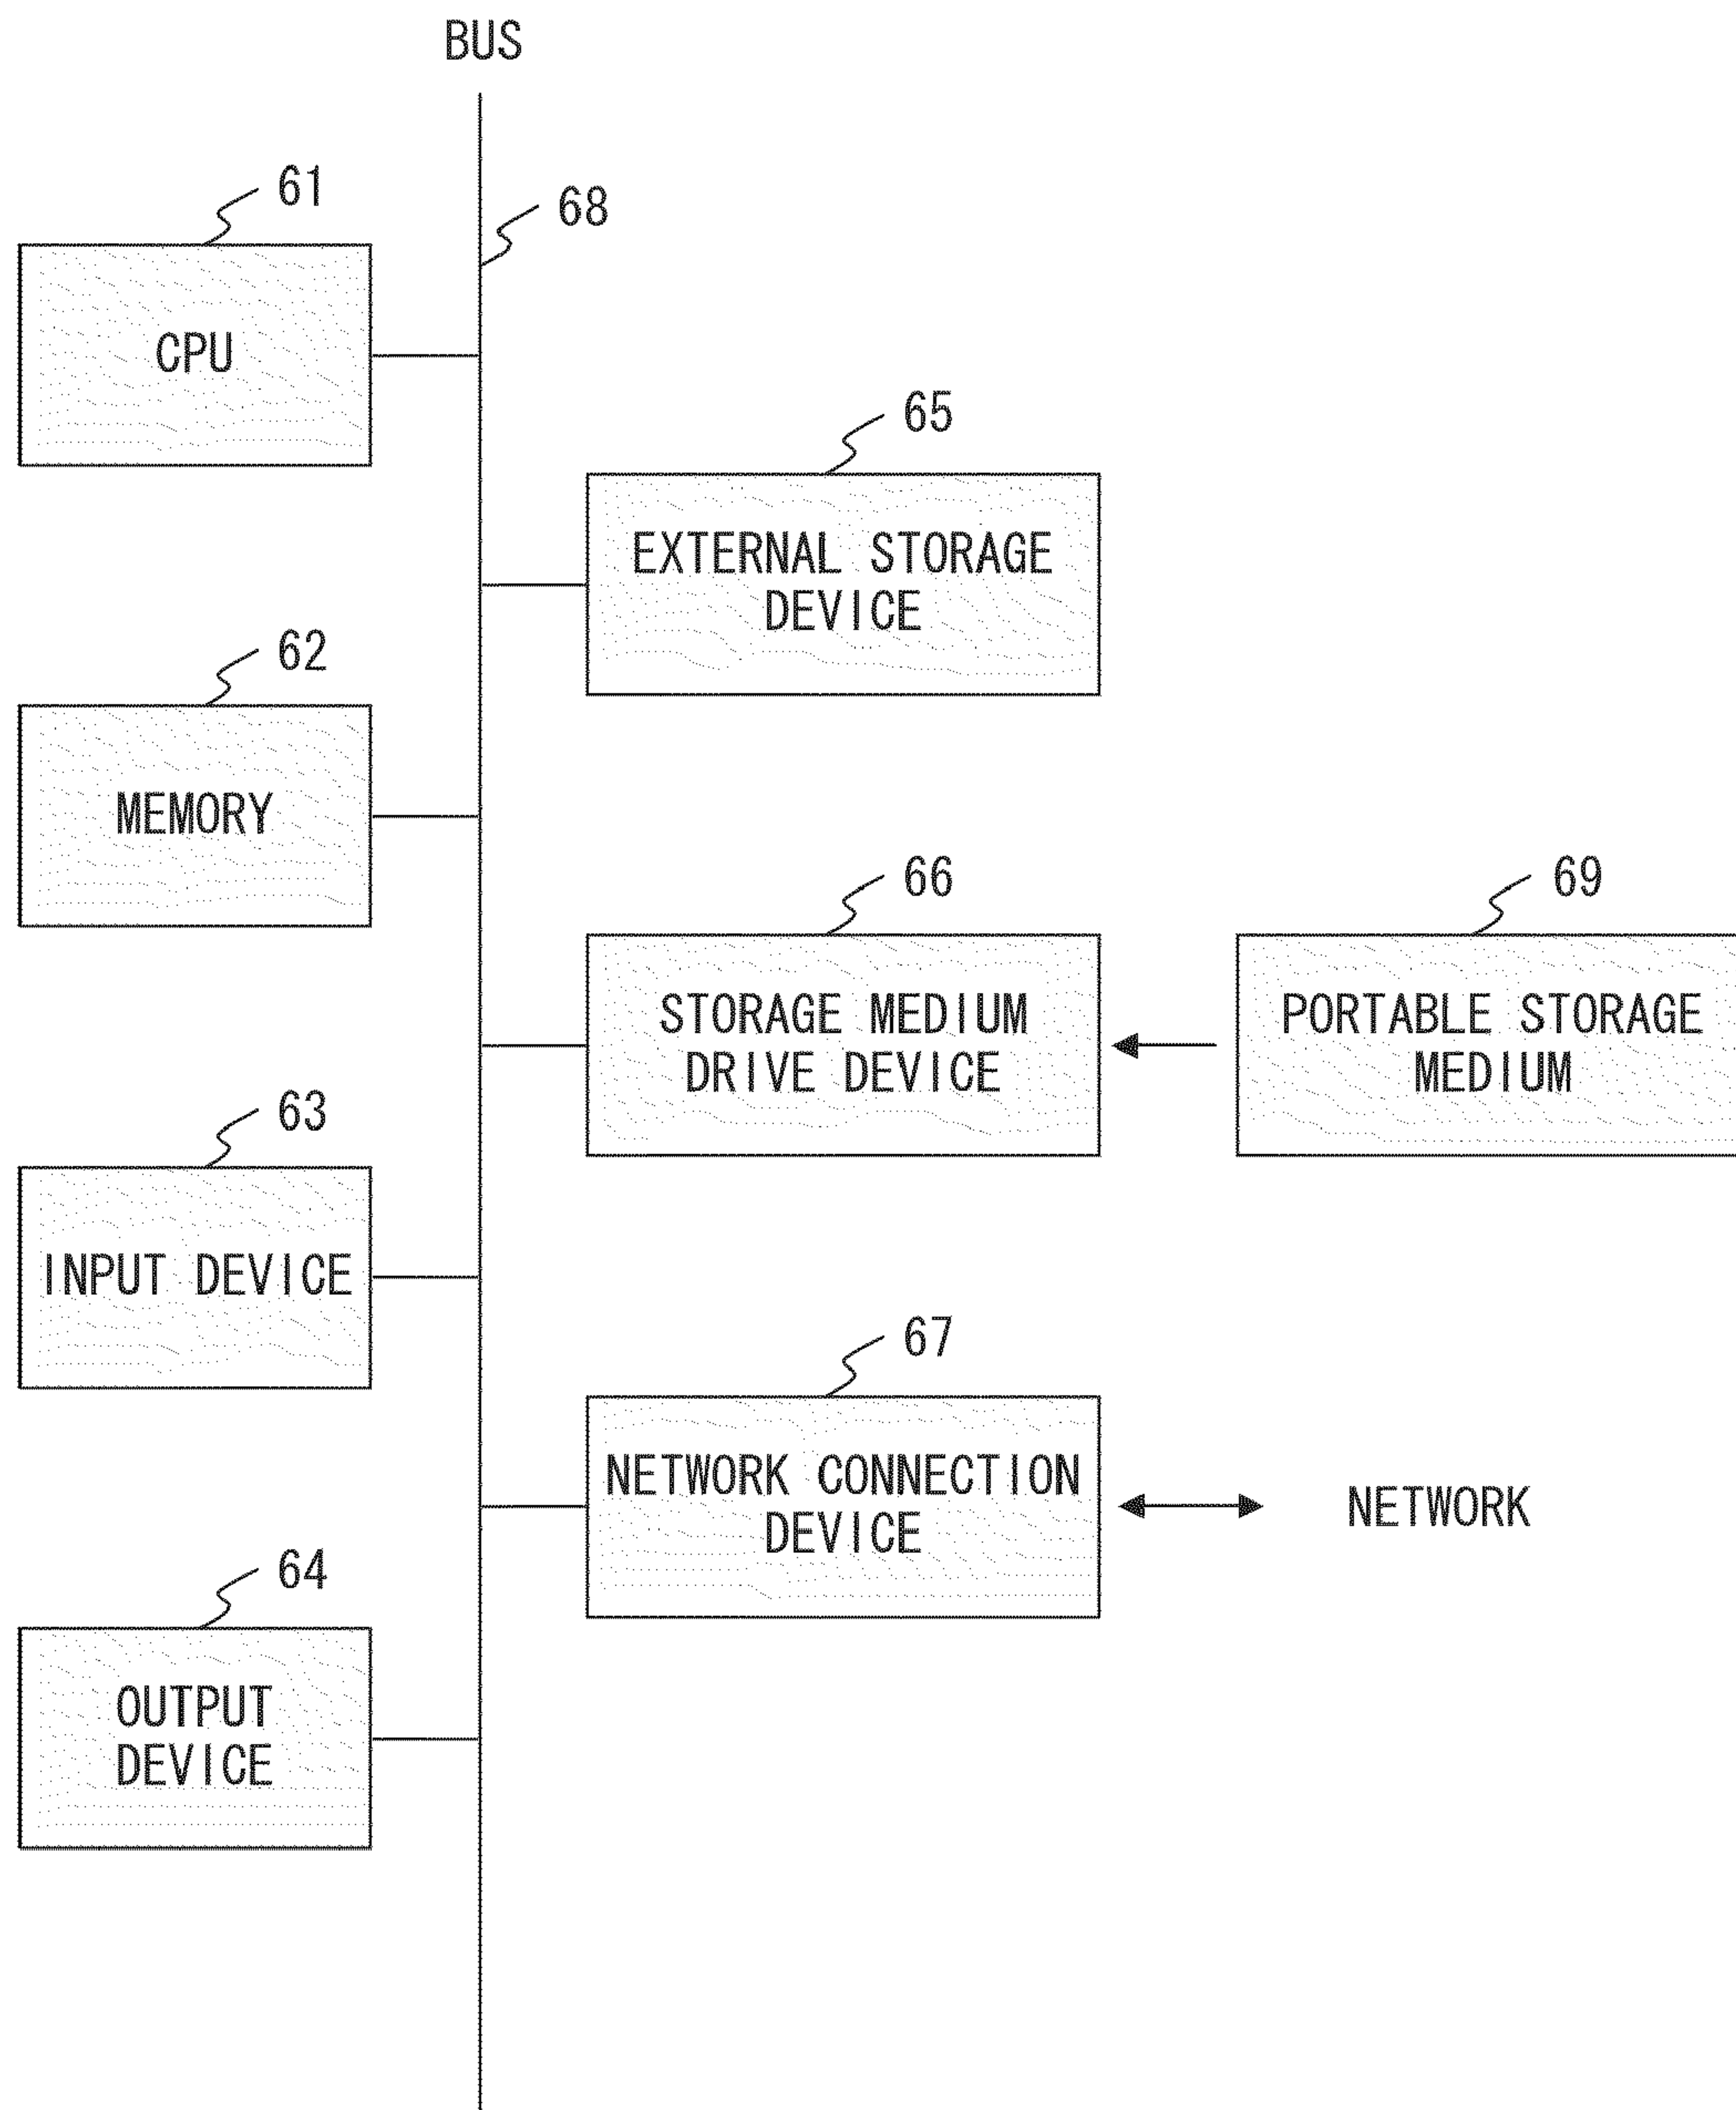 BUS
61
68
CPU
65
EXTERNAL STORAGE
DEVICE
62
MEMORY
66
69
STORAGE MEDIUM
DRIVE DEVICE
PORTABLE STORAGE
MEDIUM
63
INPUT DEVICE
67
NETWORK CONNECTION
DEVICE
NETWORK
64
OUTPUT
DEVICE